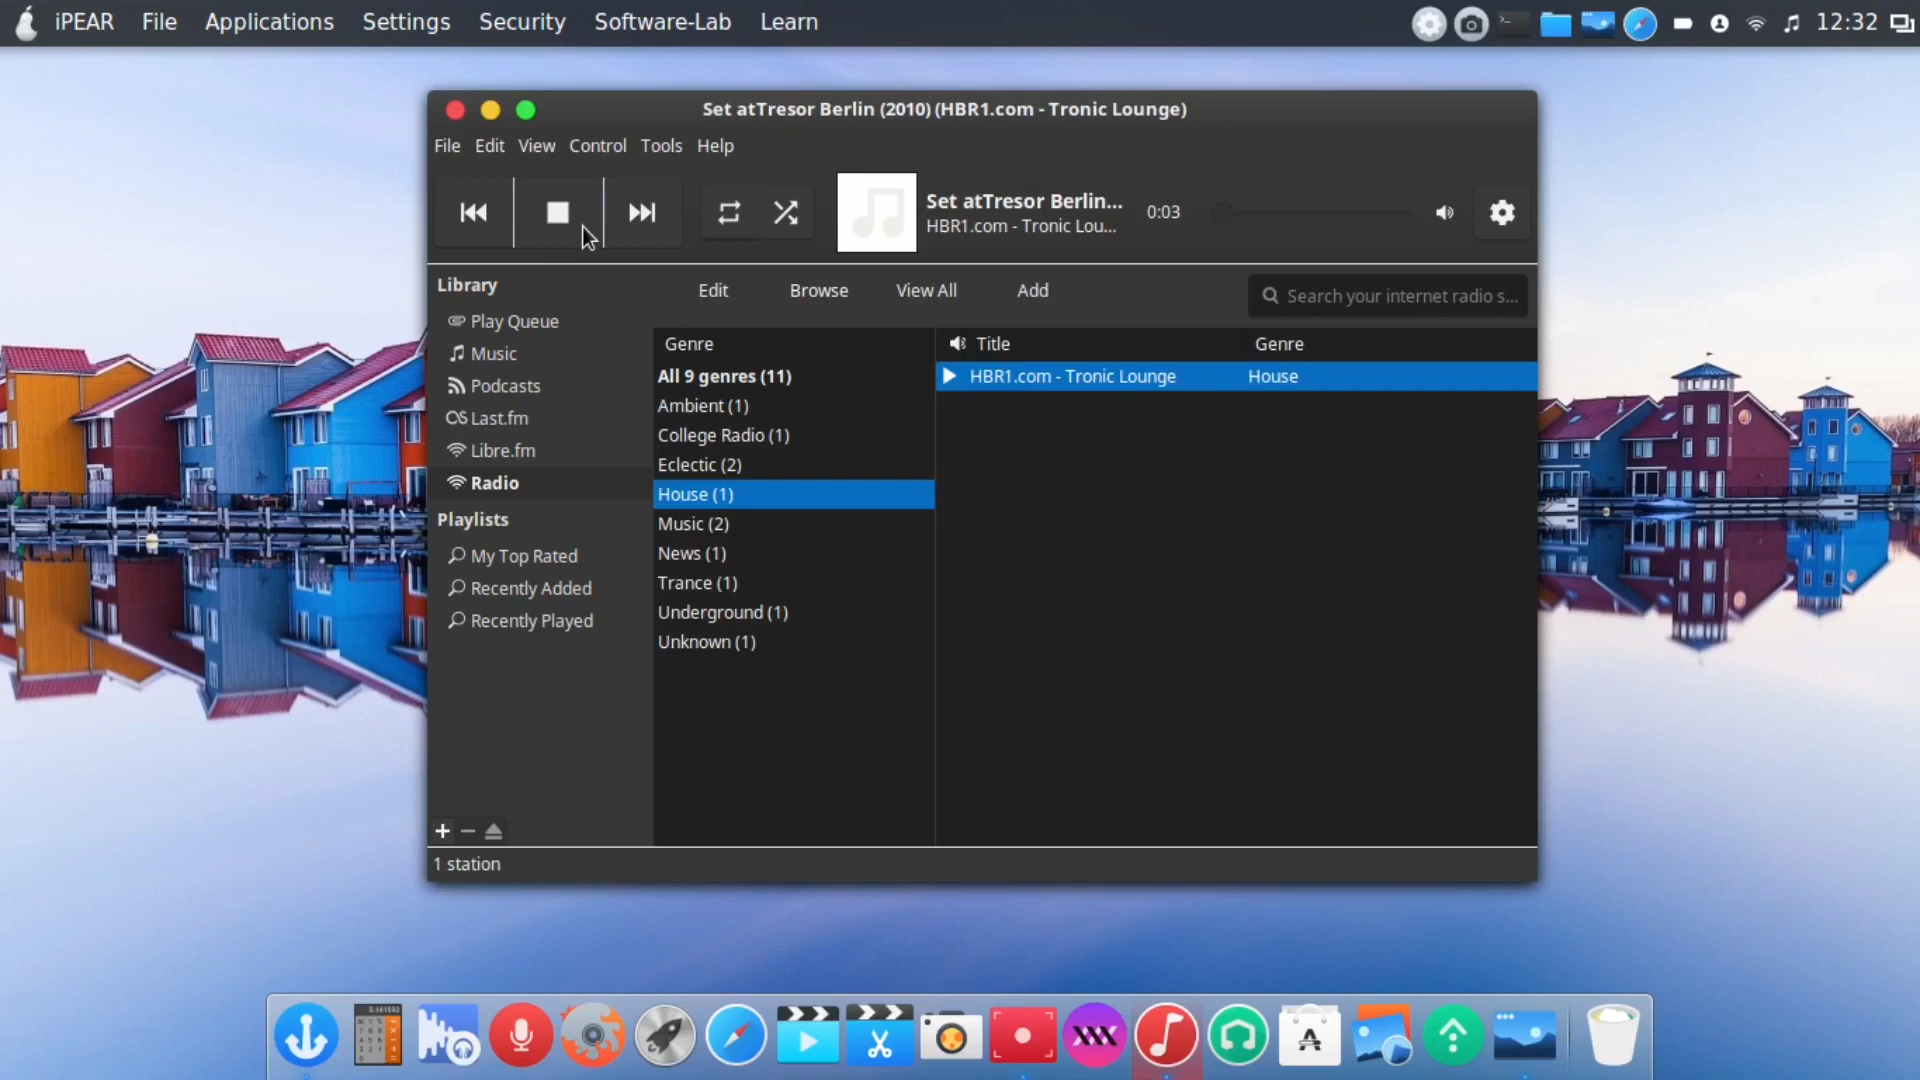 iPEAR File Applications Settings Security Software-Lab Learn 12:32
Set atTresor Berlin (2010) (HBR1.com - Tronic Lounge)
File Edit View Control Tools Help
Set atTresor Berlin...
HBR1.com - Tronic Lou...
0:03
Library
Play Queue
Music
Podcasts
Last.fm
Libre.fm
Radio
Playlists
My Top Rated
Recently Added
Recently Played
Edit Browse View All Add
Search your internet radio s...
Genre
All 9 genres (11)
Ambient (1)
College Radio (1)
Eclectic (2)
House (1)
Music (2)
News (1)
Trance (1)
Underground (1)
Unknown (1)
Title Genre
HBR1.com - Tronic Lounge House
1 station